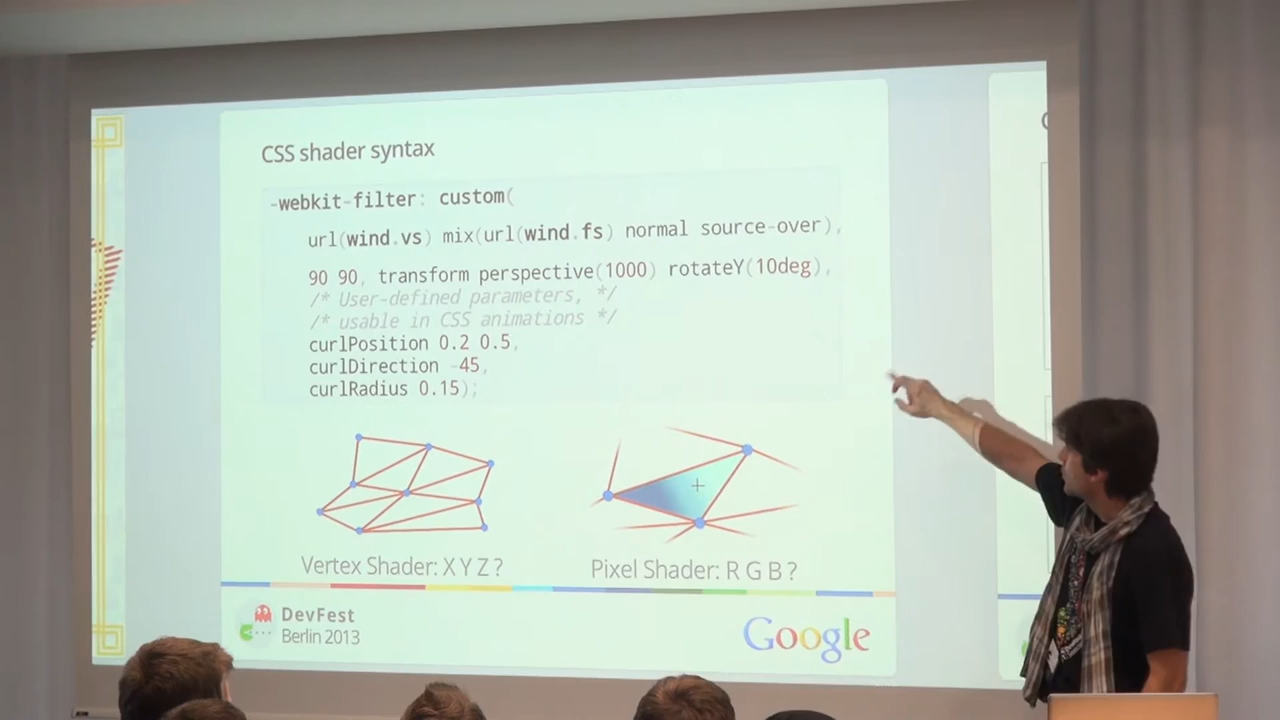 CSS shader syntax
-webkit-filter: custom(
url(wind.vs) mix(url(wind.fs) normal source-over),
90 90, transform perspective(1000) rotateY(10deg),
/* User-defined parameters, */
/* usable in CSS animations */
curlPosition 0.2 0.5,
curlDirection -45,
curlRadius 0.15);
Vertex Shader: X Y Z ?
Pixel Shader: R G B ?
DevFest
Berlin 2013
Google